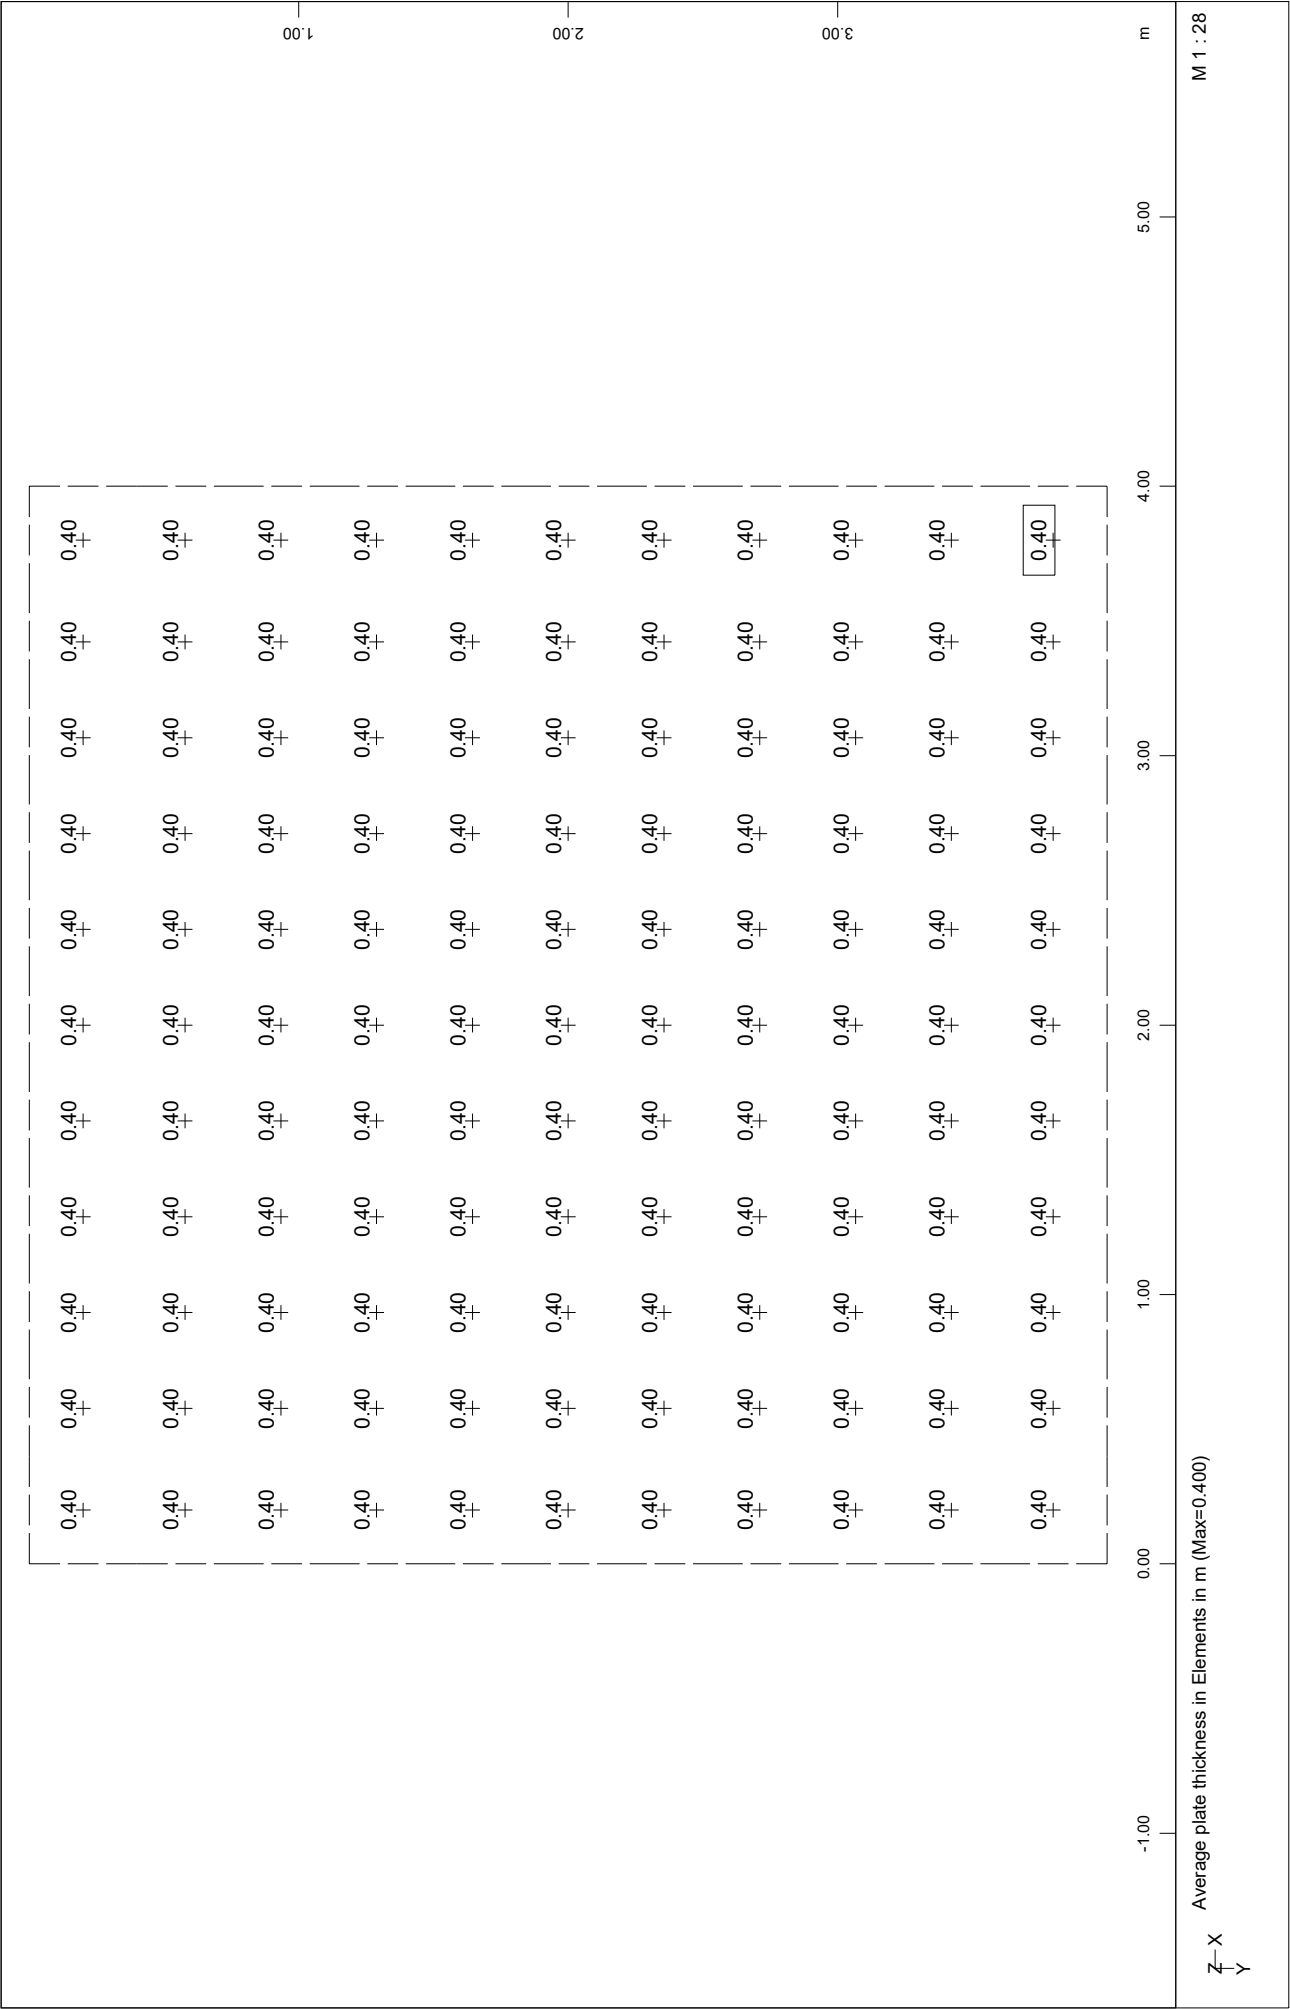 0.40 0.40 0.40 0.40 0.40 0.40 0.40 0.40 0.40 0.40 0.40
0.40 0.40 0.40 0.40 0.40 0.40 0.40 0.40 0.40 0.40 0.40
0.40 0.40 0.40 0.40 0.40 0.40 0.40 0.40 0.40 0.40 0.40
1.00
0.40 0.40 0.40 0.40 0.40 0.40 0.40 0.40 0.40 0.40 0.40
0.40 0.40 0.40 0.40 0.40 0.40 0.40 0.40 0.40 0.40 0.40
0.40 0.40 0.40 0.40 0.40 0.40 0.40 0.40 0.40 0.40 0.40
2.00
0.40 0.40 0.40 0.40 0.40 0.40 0.40 0.40 0.40 0.40 0.40
0.40 0.40 0.40 0.40 0.40 0.40 0.40 0.40 0.40 0.40 0.40
0.40 0.40 0.40 0.40 0.40 0.40 0.40 0.40 0.40 0.40 0.40
3.00
0.40 0.40 0.40 0.40 0.40 0.40 0.40 0.40 0.40 0.40 0.40
0.40 0.40 0.40 0.40 0.40 0.40 0.40 0.40 0.40 0.40 0.40
-1.00 0.00 1.00 2.00 3.00 4.00 5.00 m
Average plate thickness in Elements in m (Max=0.400)
M 1 : 28
Z X
Y